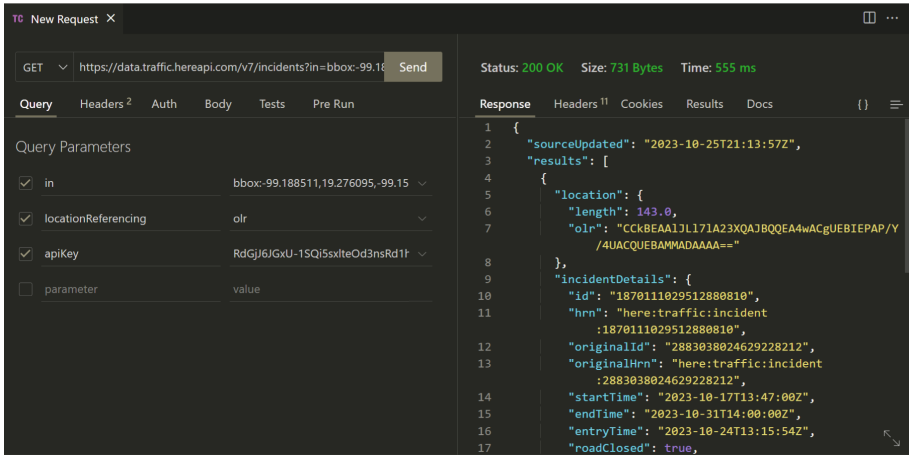 TC New Request ×
GET https://data.traffic.hereapi.com/v7/incidents?in=bbox:-99.18 Send
Query Headers 2 Auth Body Tests Pre Run
Query Parameters
in bbox:-99.188511,19.276095,-99.15
locationReferencing olr
apiKey RdGjJ6JGxU-1SQi5sxlteOd3nsRd1h
parameter value
Status: 200 OK Size: 731 Bytes Time: 555 ms
Response Headers 11 Cookies Results Docs {}
1 {
2 "sourceUpdated": "2023-10-25T21:13:57Z",
3 "results": [
4 {
5 "location": {
6 "length": 143.0,
7 "olr": "CCkBEAAlJLl7lA23XQAJBQQEA4wACgUEBIEPAP/Y
/4UACQUEBAMMADAAAA=="
8 },
9 "incidentDetails": {
10 "id": "1870111029512880810",
11 "hrn": "here:traffic:incident
:1870111029512880810",
12 "originalId": "2883038024629228212",
13 "originalHrn": "here:traffic:incident
:2883038024629228212",
14 "startTime": "2023-10-17T13:47:00Z",
15 "endTime": "2023-10-31T14:00:00Z",
16 "entryTime": "2023-10-24T13:15:54Z",
17 "roadClosed": true,